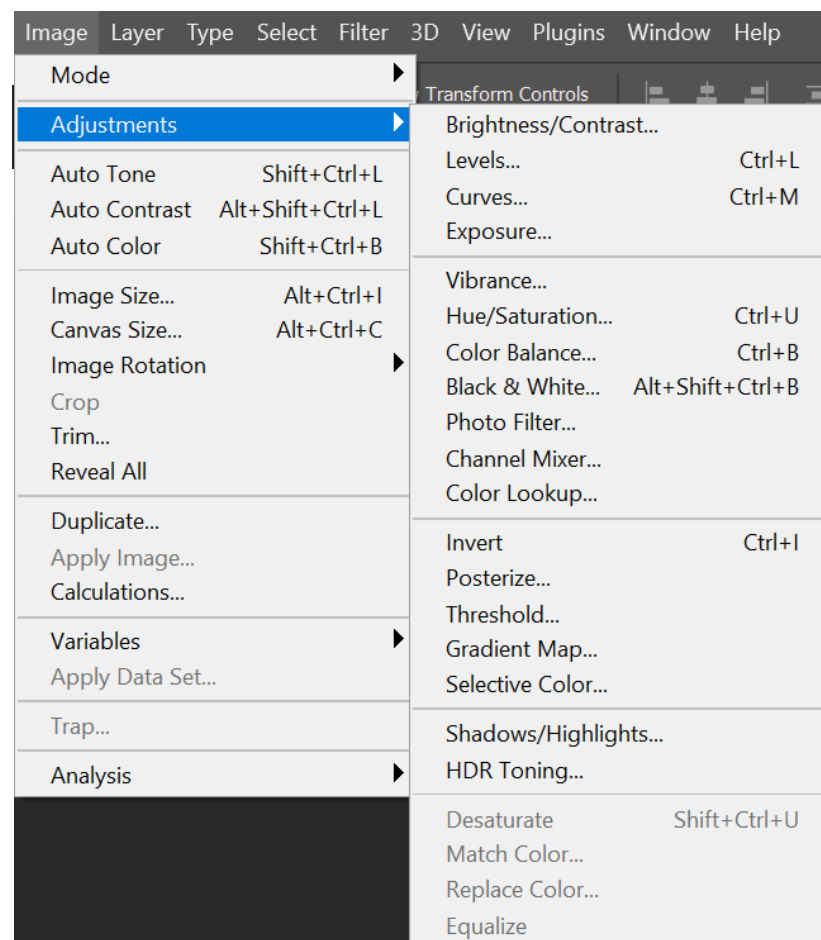 Image Layer Type Select Filter 3D View Plugins Window Help
Transform Controls
Mode
Adjustments
Auto Tone Shift+Ctrl+L
Auto Contrast Alt+Shift+Ctrl+L
Auto Color Shift+Ctrl+B
Image Size... Alt+Ctrl+I
Canvas Size... Alt+Ctrl+C
Image Rotation
Crop
Trim...
Reveal All
Duplicate...
Apply Image...
Calculations...
Variables
Apply Data Set...
Trap...
Analysis
Brightness/Contrast...
Levels... Ctrl+L
Curves... Ctrl+M
Exposure...
Vibrance...
Hue/Saturation... Ctrl+U
Color Balance... Ctrl+B
Black & White... Alt+Shift+Ctrl+B
Photo Filter...
Channel Mixer...
Color Lookup...
Invert Ctrl+I
Posterize...
Threshold...
Gradient Map...
Selective Color...
Shadows/Highlights...
HDR Toning...
Desaturate Shift+Ctrl+U
Match Color...
Replace Color...
Equalize